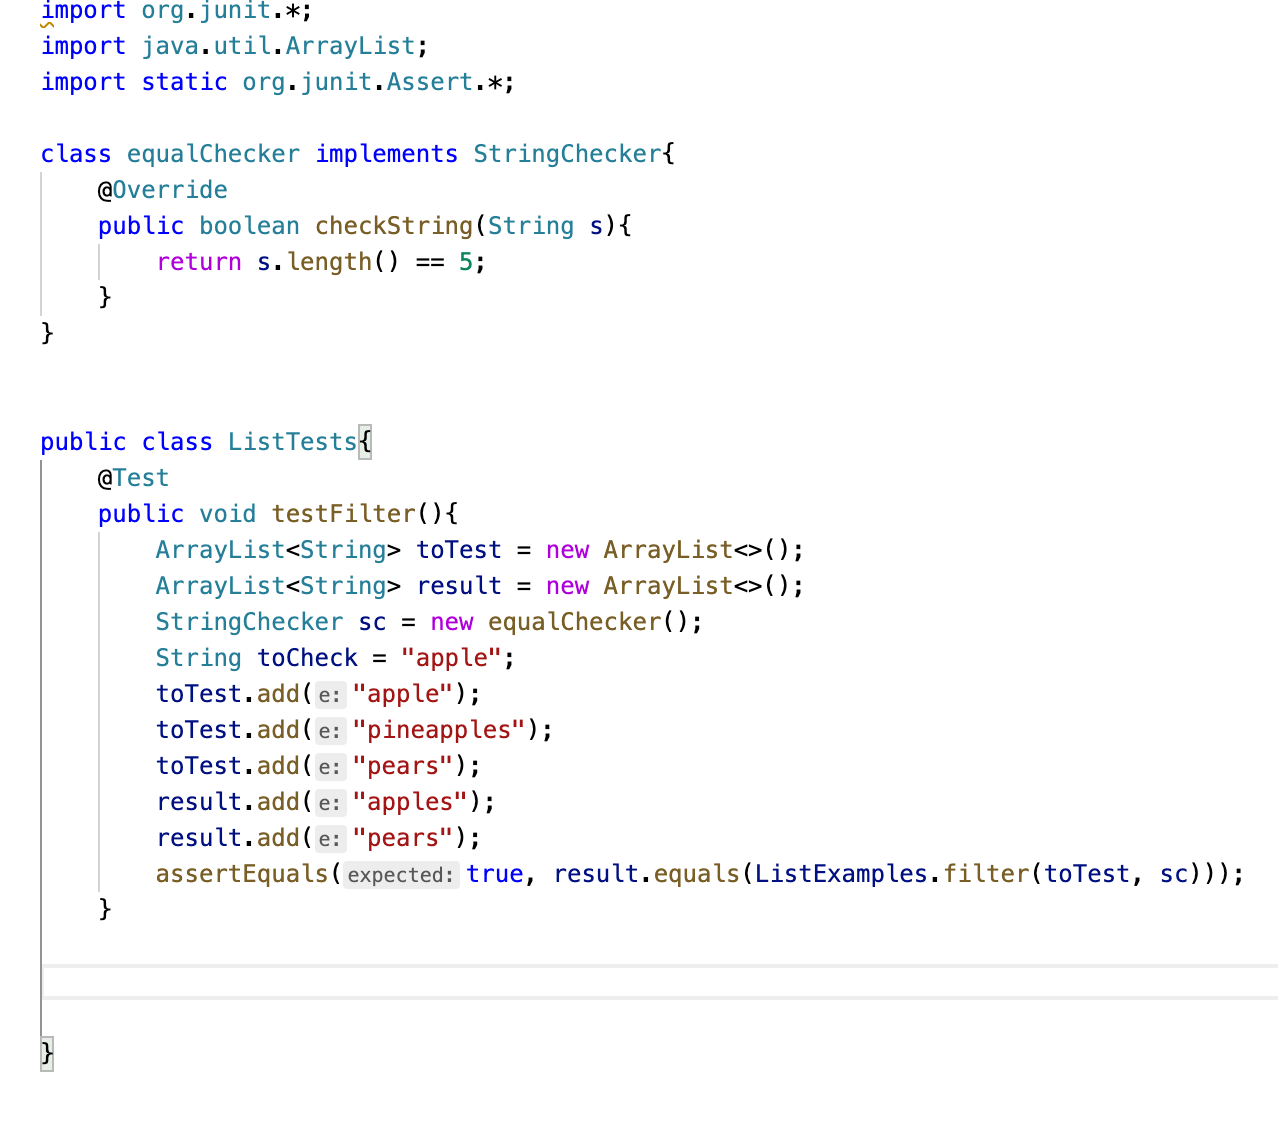 import org.junit.*;
import java.util.ArrayList;
import static org.junit.Assert.*;
class equalChecker implements StringChecker{
@Override
public boolean checkString(String s){
return s.length() == 5;
}
}
public class ListTests{
@Test
public void testFilter(){
ArrayList<String> toTest = new ArrayList<>();
ArrayList<String> result = new ArrayList<>();
StringChecker sc = new equalChecker();
String toCheck = "apple";
toTest.add(e: "apple");
toTest.add(e: "pineapples");
toTest.add(e: "pears");
result.add(e: "apples");
result.add(e: "pears");
assertEquals(expected: true, result.equals(ListExamples.filter(toTest, sc)));
}
}